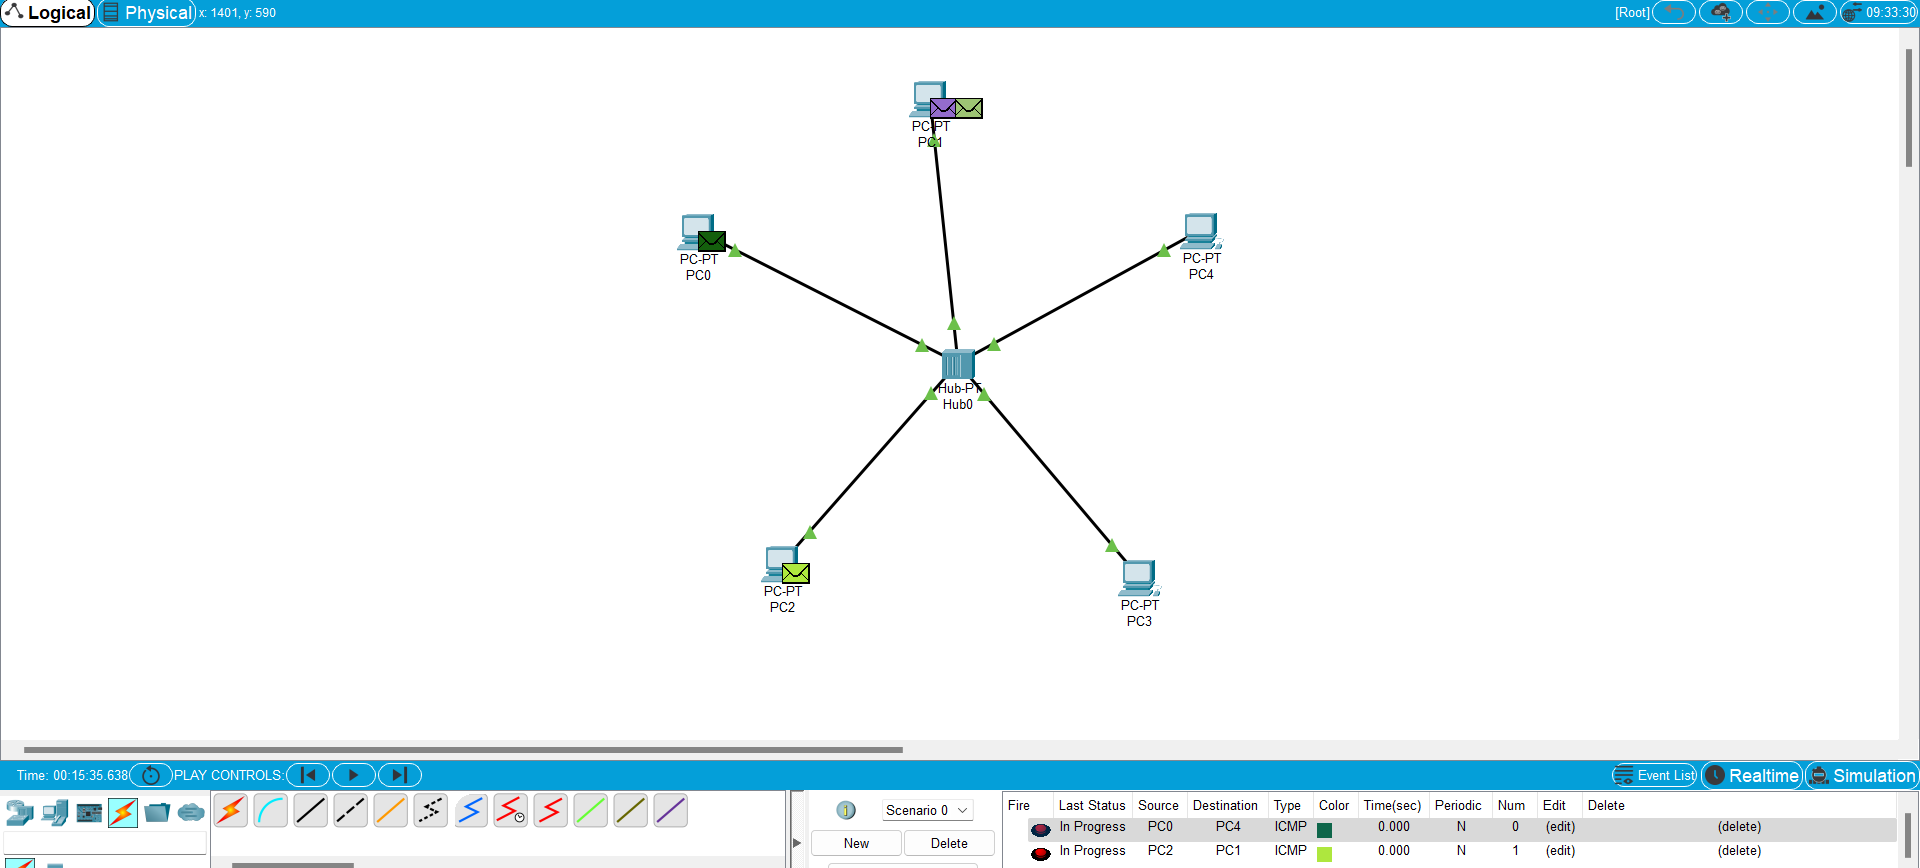 Logical Physical x: 1401, y: 590 [Root] 09:33:30
PC-PT
PC1
PC-PT
PC0
PC-PT
PC4
Hub-PT
Hub0
PC-PT
PC2
PC-PT
PC3
Time: 00:15:35.638 PLAY CONTROLS: Event List Realtime Simulation
Scenario 0
New Delete
Fire Last Status Source Destination Type Color Time(sec) Periodic Num Edit Delete
In Progress PC0 PC4 ICMP 0.000 N 0 (edit) (delete)
In Progress PC2 PC1 ICMP 0.000 N 1 (edit) (delete)